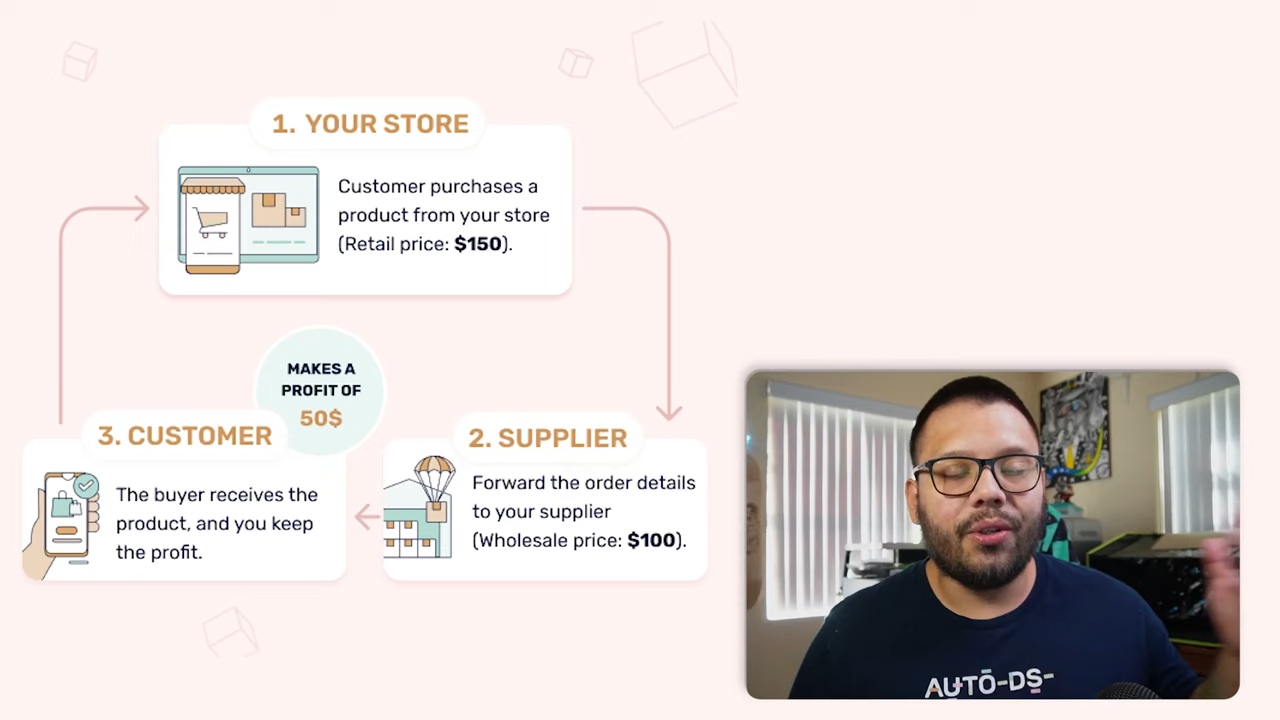 1. YOUR STORE
Customer purchases a
product from your store
(Retail price: $150).
MAKES A
PROFIT OF
50$
3. CUSTOMER
The buyer receives the
product, and you keep
the profit.
2. SUPPLIER
Forward the order details
to your supplier
(Wholesale price: $100).
AUTO-DS-